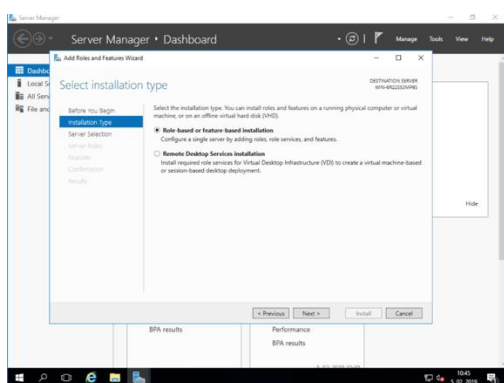 Server Manager
Server Manager • Dashboard
Manage Tools View Help
Add Roles and Features Wizard
Select installation type
DESTINATION SERVER
Before You Begin
Installation Type
Server Selection
Server Roles
Features
Confirmation
Results
Select the installation type. You can install roles and features on a running physical computer or virtual
machine, or on an offline virtual hard disk (VHD).
Role-based or feature-based installation
Configure a single server by adding roles, role services, and features.
Remote Desktop Services installation
Install required role services for Virtual Desktop Infrastructure (VDI) to create a virtual machine-based
or session-based desktop deployment.
Dashbo
Local S
All Serv
File and
Hide
< Previous Next > Install Cancel
BPA results
Performance
BPA results
10:45
5. 02. 2019